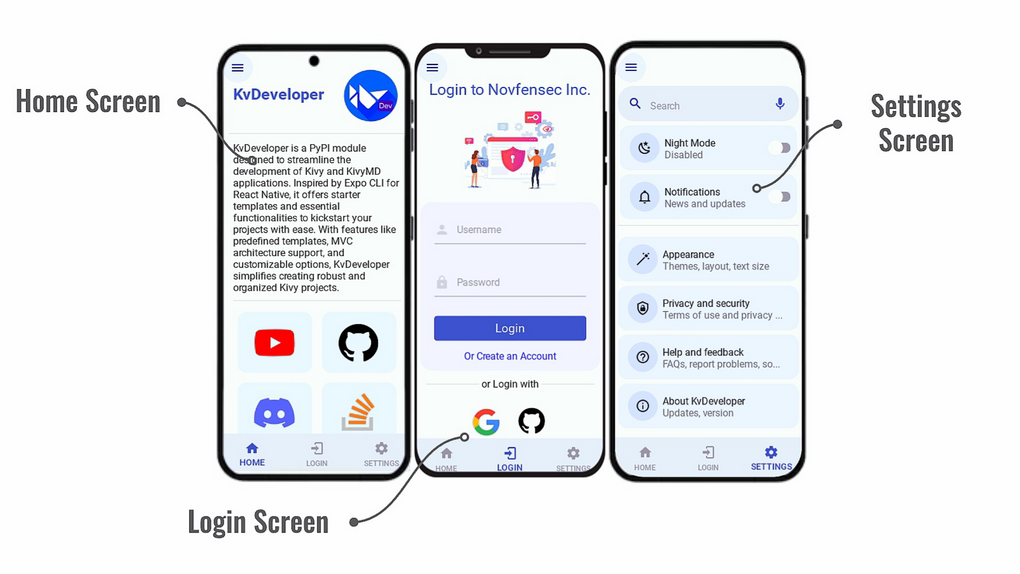 Home Screen
KvDeveloper
Dev
KvDeveloper is a PyPI module
designed to streamline the
development of Kivy and KivyMD
applications. Inspired by Expo CLI for
React Native, it offers starter
templates and essential
functionalities to kickstart your
projects with ease. With features like
predefined templates, MVC
architecture support, and
customizable options, KvDeveloper
simplifies creating robust and
organized Kivy projects.
HOME
LOGIN
SETTINGS
Login to Novfensec Inc.
Username
Password
Login
Or Create an Account
or Login with
HOME
LOGIN
SETTINGS
Login Screen
Settings
Screen
Search
Night Mode
Disabled
Notifications
News and updates
Appearance
Themes, layout, text size
Privacy and security
Terms of use and privacy ...
Help and feedback
FAQs, report problems, so...
About KvDeveloper
Updates, version
HOME
LOGIN
SETTINGS